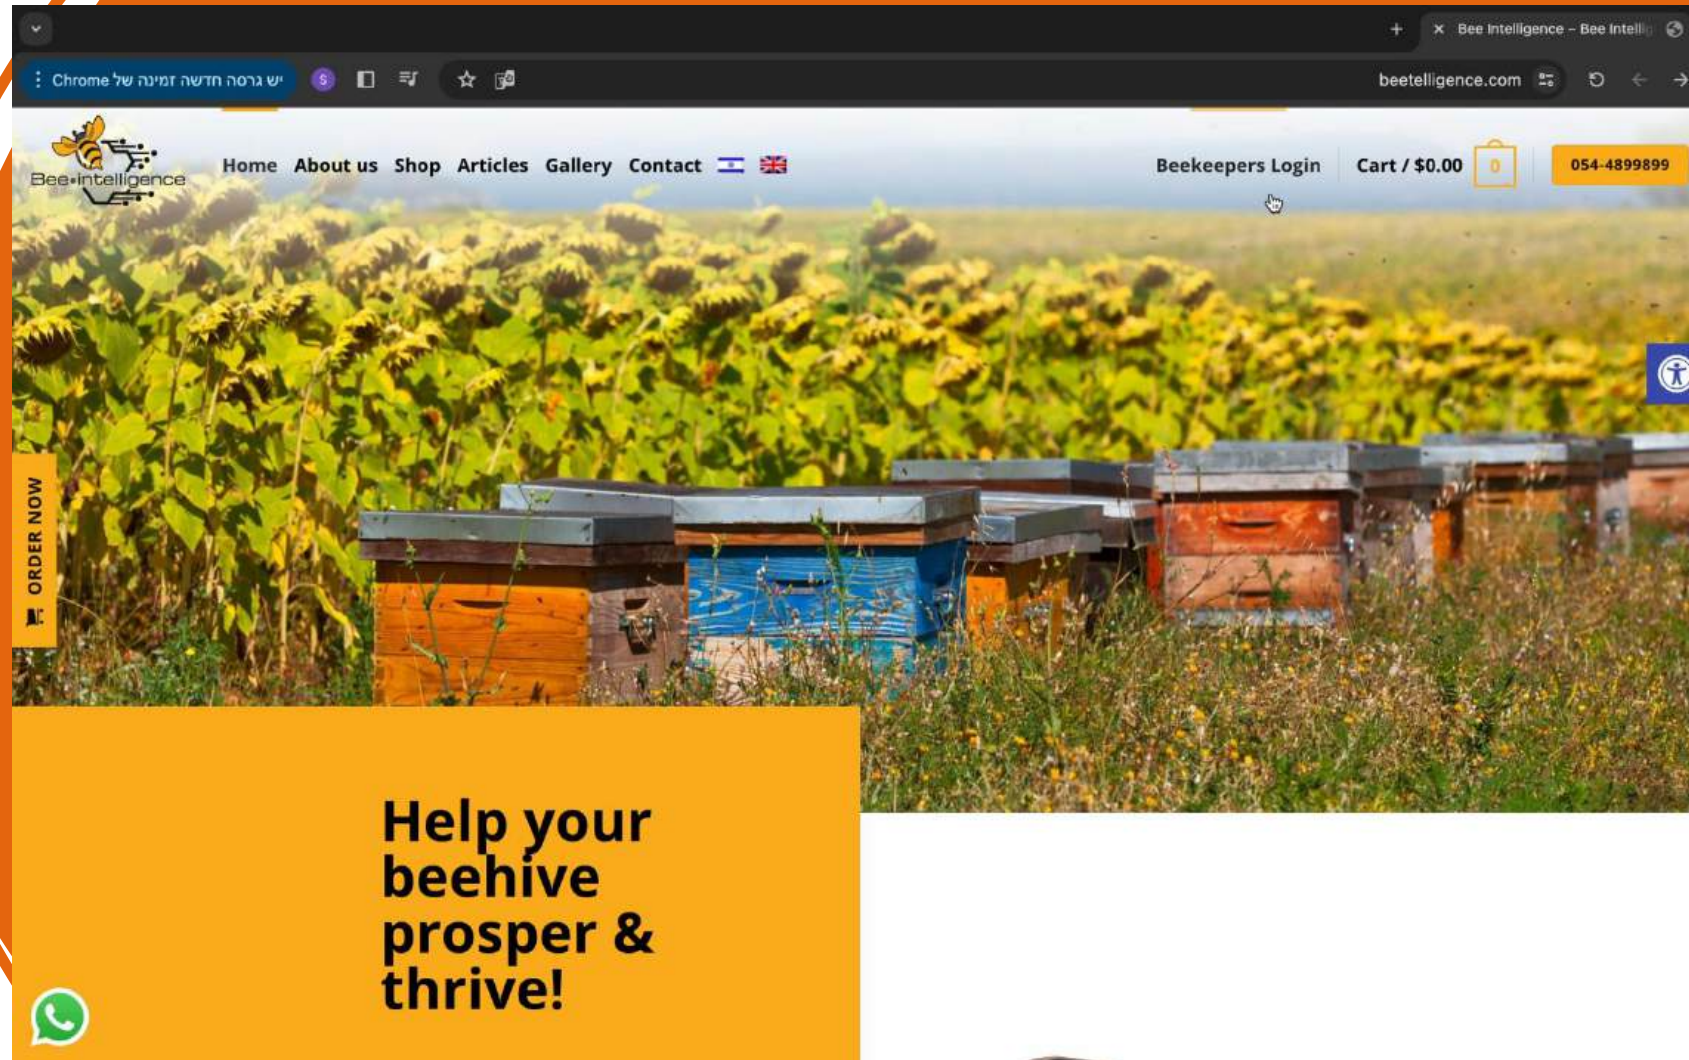 Bee Intelligence – Bee Intelli
יש גרסה חדשה זמינה של Chrome
S
beetelligence.com
Bee•intelligence
Home About us Shop Articles Gallery Contact
Beekeepers Login
Cart / $0.00
0
054-4899899
ORDER NOW
Help your
beehive
prosper &
thrive!